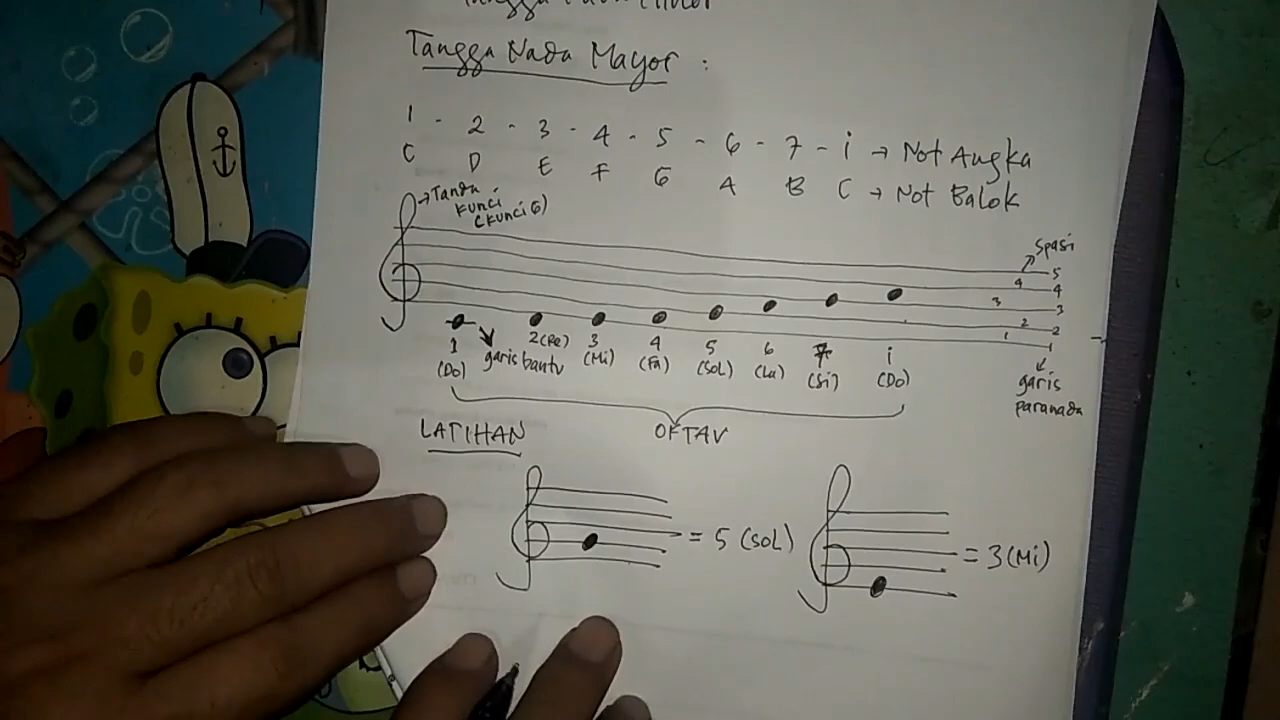 Tangga Nada Mayor :
1 - 2 - 3 - 4 - 5 - 6 - 7 - i → Not Angka
C D E F G A B C → Not Balok
→ Tanda
kunci
(kunci G)
Spasi
5
4 4
3 3
2 2
1 1
1 2(Re) 3 4 5 6 7 i
(Do) garis bantu (Mi) (Fa) (SOL) (La) (Si) (Do)
garis
paranada
LATIHAN OKTAV
= 5 (SOL) = 3 (Mi)